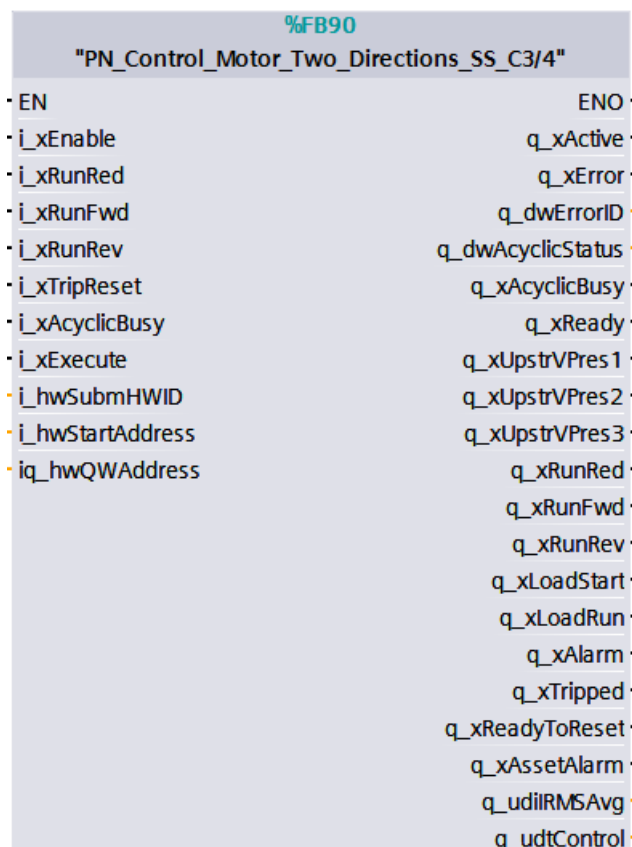 %FB90
"PN_Control_Motor_Two_Directions_SS_C3/4"
EN ENO
i_xEnable q_xActive
i_xRunRed q_xError
i_xRunFwd q_dwErrorID
i_xRunRev q_dwAcyclicStatus
i_xTripReset q_xAcyclicBusy
i_xAcyclicBusy q_xReady
i_xExecute q_xUpstrVPres1
i_hwSubmHWID q_xUpstrVPres2
i_hwStartAddress q_xUpstrVPres3
iq_hwQWAddress q_xRunRed
q_xRunFwd
q_xRunRev
q_xLoadStart
q_xLoadRun
q_xAlarm
q_xTripped
q_xReadyToReset
q_xAssetAlarm
q_udiIRMSAvg
q_udtControl